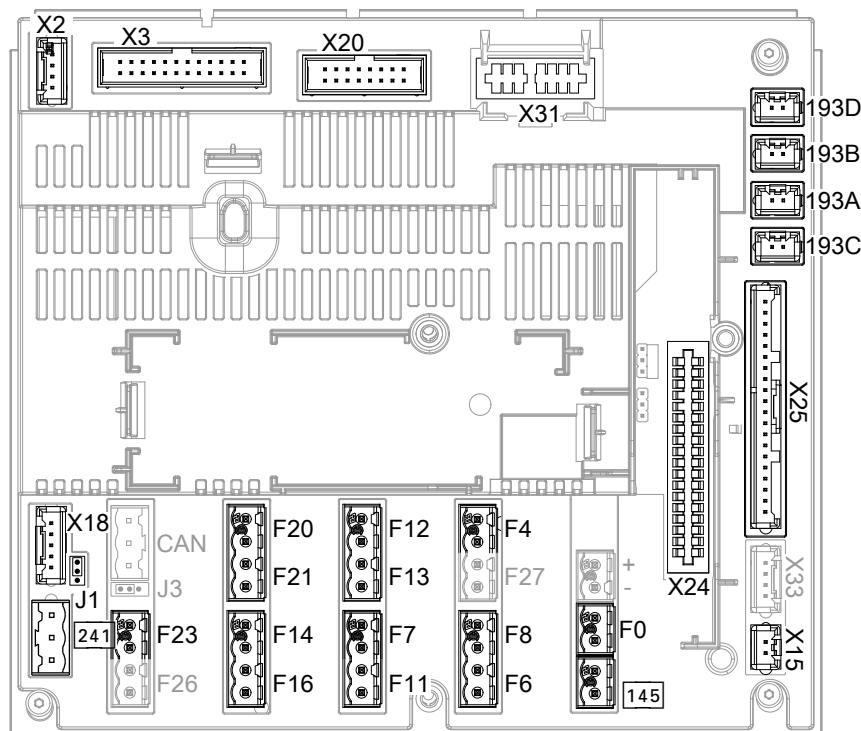 X2
X3
X20
X31
193D
193B
193A
193C
X25
X18
CAN
F20
F12
F4
F21
F13
F27
+
-
X24
X33
J1
J3
241
F23
F14
F7
F8
F0
X15
F26
F16
F11
F6
145